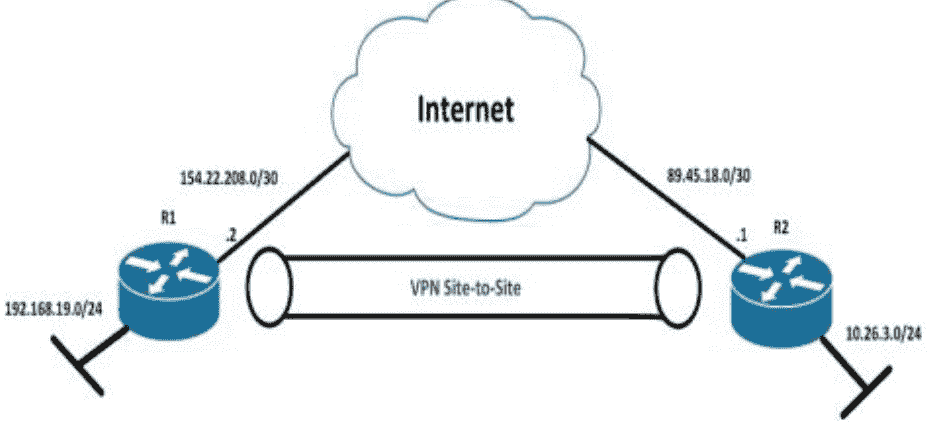 Internet
154.22.208.0/30
89.45.18.0/30
R1
R2
.2
.1
VPN Site-to-Site
192.168.19.0/24
10.26.3.0/24